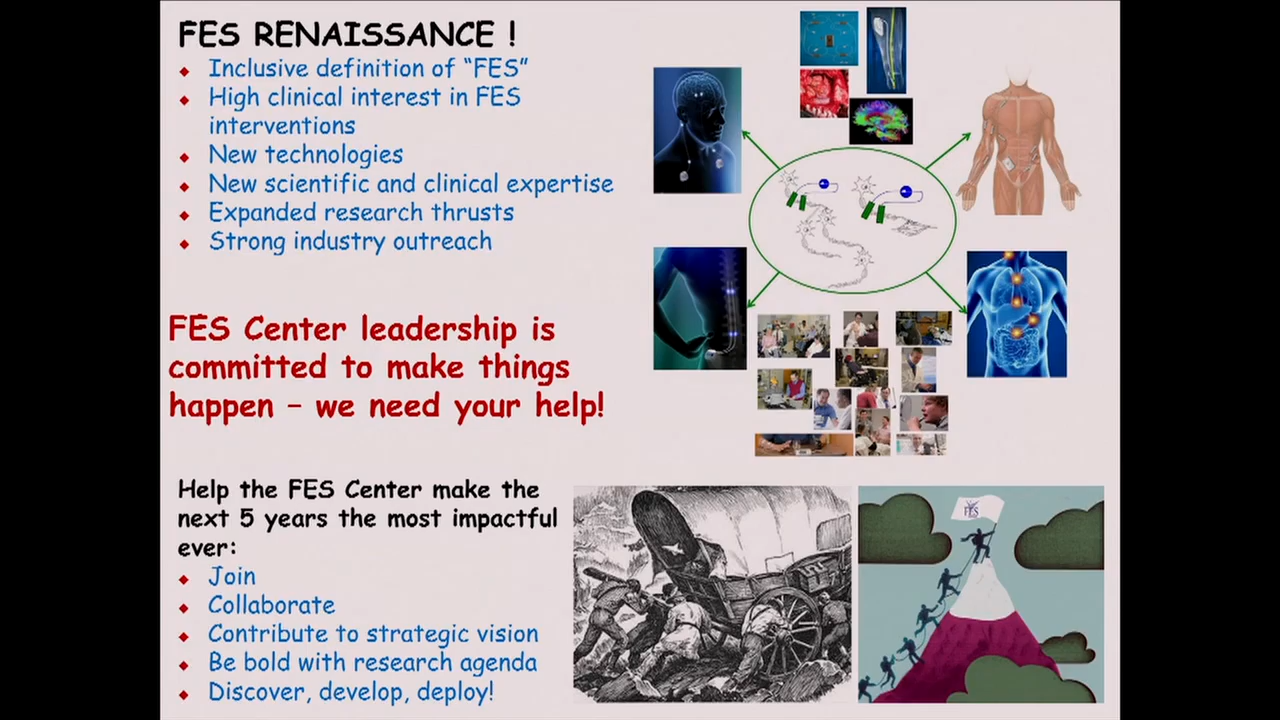 FES RENAISSANCE !
Inclusive definition of “FES”
High clinical interest in FES
interventions
New technologies
New scientific and clinical expertise
Expanded research thrusts
Strong industry outreach
FES Center leadership is
committed to make things
happen – we need your help!
Help the FES Center make the
next 5 years the most impactful
ever:
Join
Collaborate
Contribute to strategic vision
Be bold with research agenda
Discover, develop, deploy!
FES